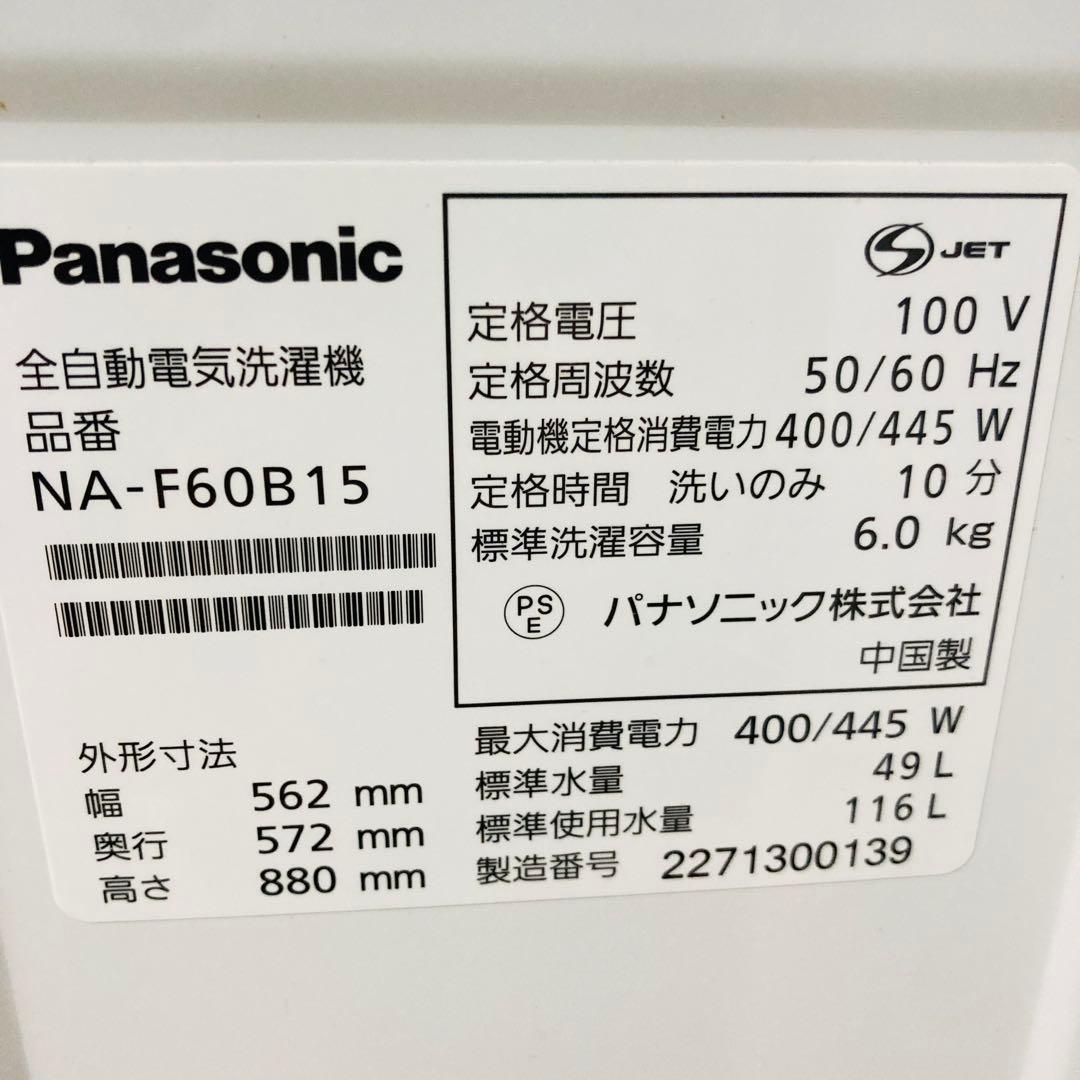 Panasonic
全自動電気洗濯機
品番
NA-F60B15
JET
定格電圧 100 V
定格周波数 50/60 Hz
電動機定格消費電力 400/445 W
定格時間 洗いのみ 10 分
標準洗濯容量 6.0 kg
PSE パナソニック株式会社
中国製
外形寸法
幅 562 mm
奥行 572 mm
高さ 880 mm
最大消費電力 400/445 W
標準水量 49 L
標準使用水量 116 L
製造番号 2271300139